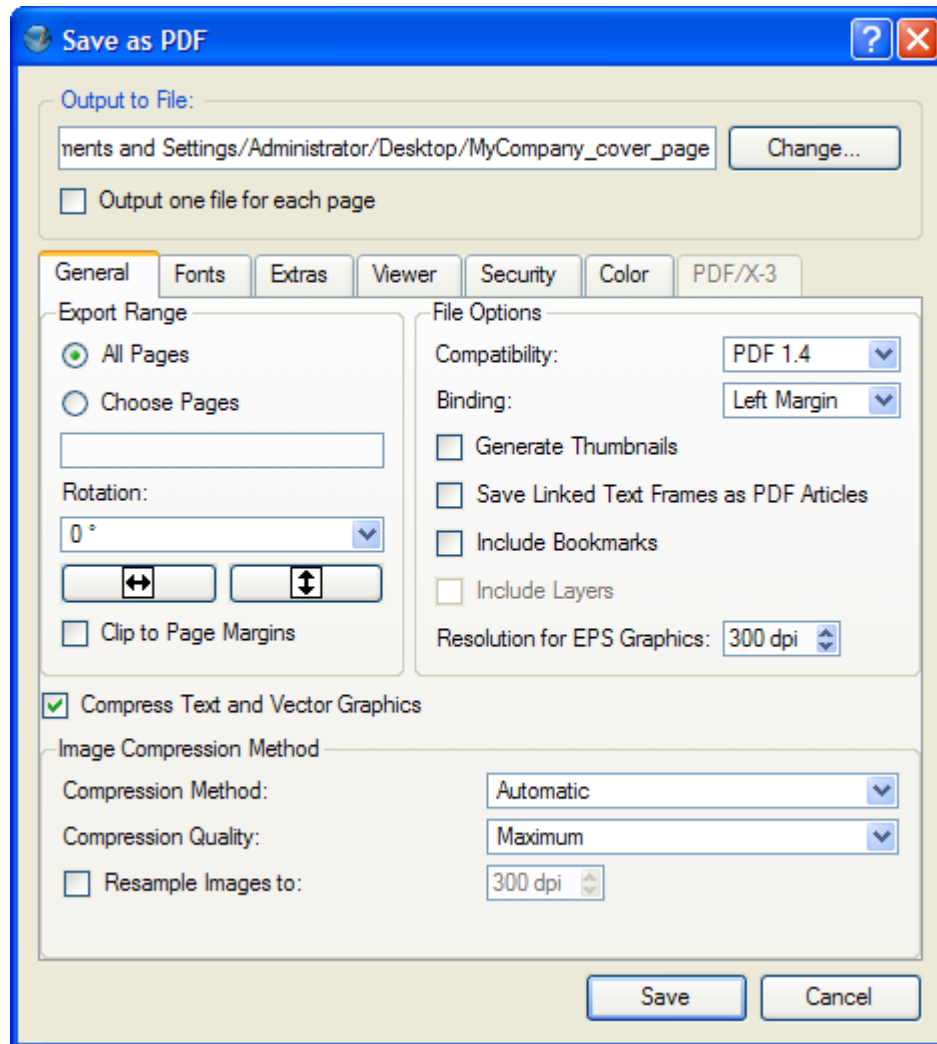 Save as PDF
Output to File:
ments and Settings/Administrator/Desktop/MyCompany_cover_page
Change...
Output one file for each page
General
Fonts
Extras
Viewer
Security
Color
PDF/X-3
Export Range
All Pages
Choose Pages
Rotation:
0 °
Clip to Page Margins
File Options
Compatibility:
PDF 1.4
Binding:
Left Margin
Generate Thumbnails
Save Linked Text Frames as PDF Articles
Include Bookmarks
Include Layers
Resolution for EPS Graphics:
300 dpi
Compress Text and Vector Graphics
Image Compression Method
Compression Method:
Automatic
Compression Quality:
Maximum
Resample Images to:
300 dpi
Save
Cancel